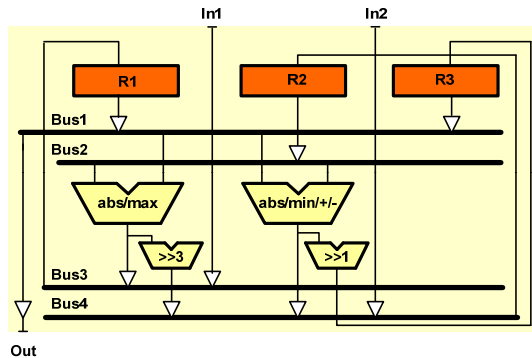 In1 In2
R1 R2 R3
Bus1
Bus2
abs/max abs/min/+/-
>>3 >>1
Bus3
Bus4
Out